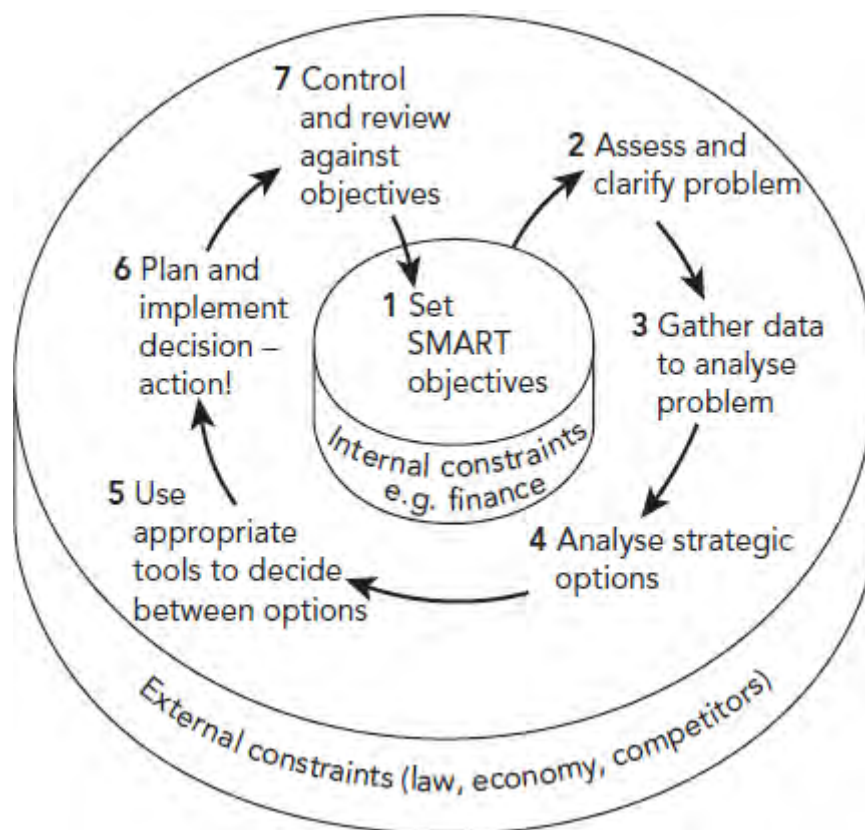 1 Set
SMART
objectives
2 Assess and
clarify problem
3 Gather data
to analyse
problem
4 Analyse strategic
options
5 Use
appropriate
tools to decide
between options
6 Plan and
implement
decision –
action!
7 Control
and review
against
objectives
Internal constraints
e.g. finance
External constraints (law, economy, competitors)